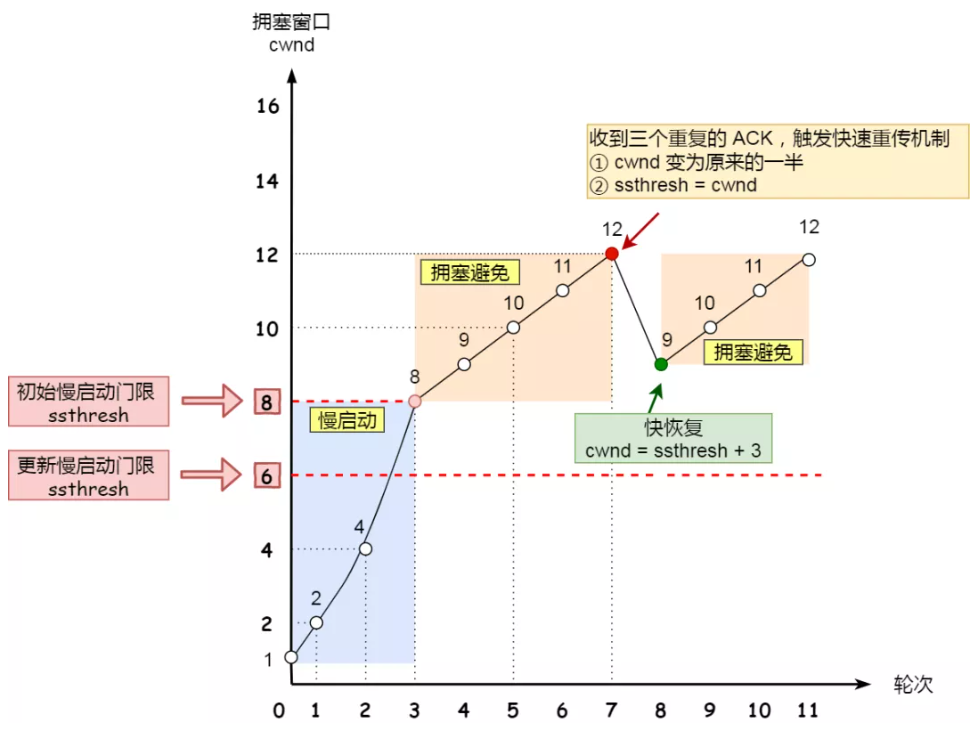 拥塞窗口
cwnd
16
14
12
10
8
6
4
2
1
收到三个重复的 ACK，触发快速重传机制
① cwnd 变为原来的一半
② ssthresh = cwnd
12
12
拥塞避免
11
11
10
10
9
9
拥塞避免
8
初始慢启动门限
ssthresh
慢启动
快恢复
cwnd = ssthresh + 3
更新慢启动门限
ssthresh
4
2
轮次
0 1 2 3 4 5 6 7 8 9 10 11